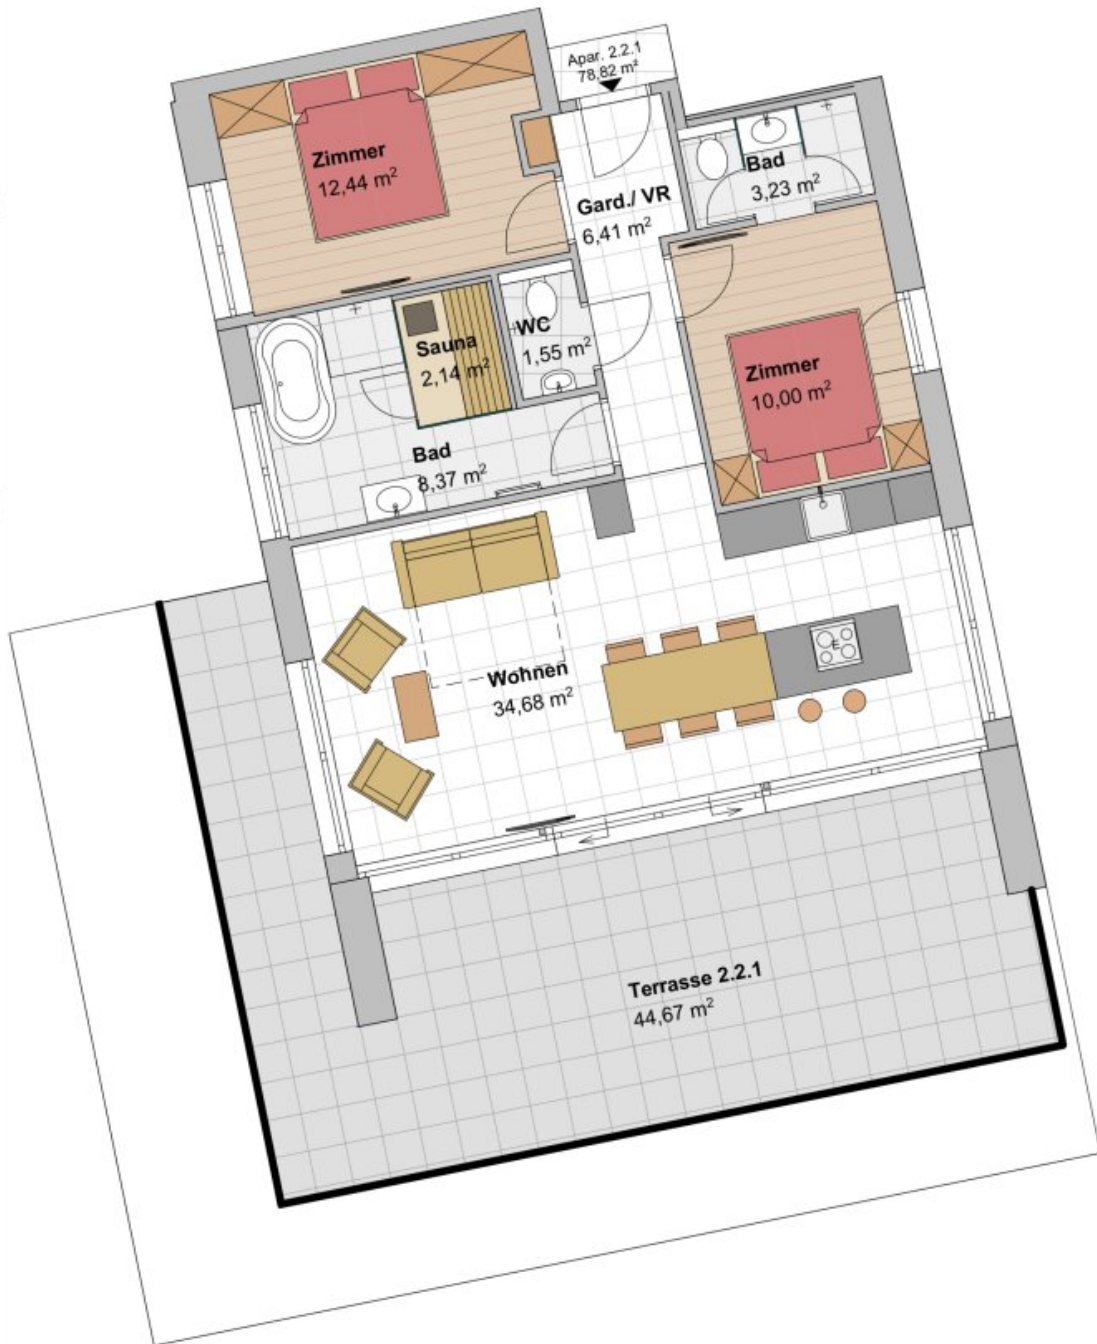 Apar. 2.2.1
78,82 m²
Zimmer
12,44 m²
Gard./ VR
6,41 m²
Bad
3,23 m²
Sauna
2,14 m²
WC
1,55 m²
Zimmer
10,00 m²
Bad
8,37 m²
E
Wohnen
34,68 m²
Terrasse 2.2.1
44,67 m²